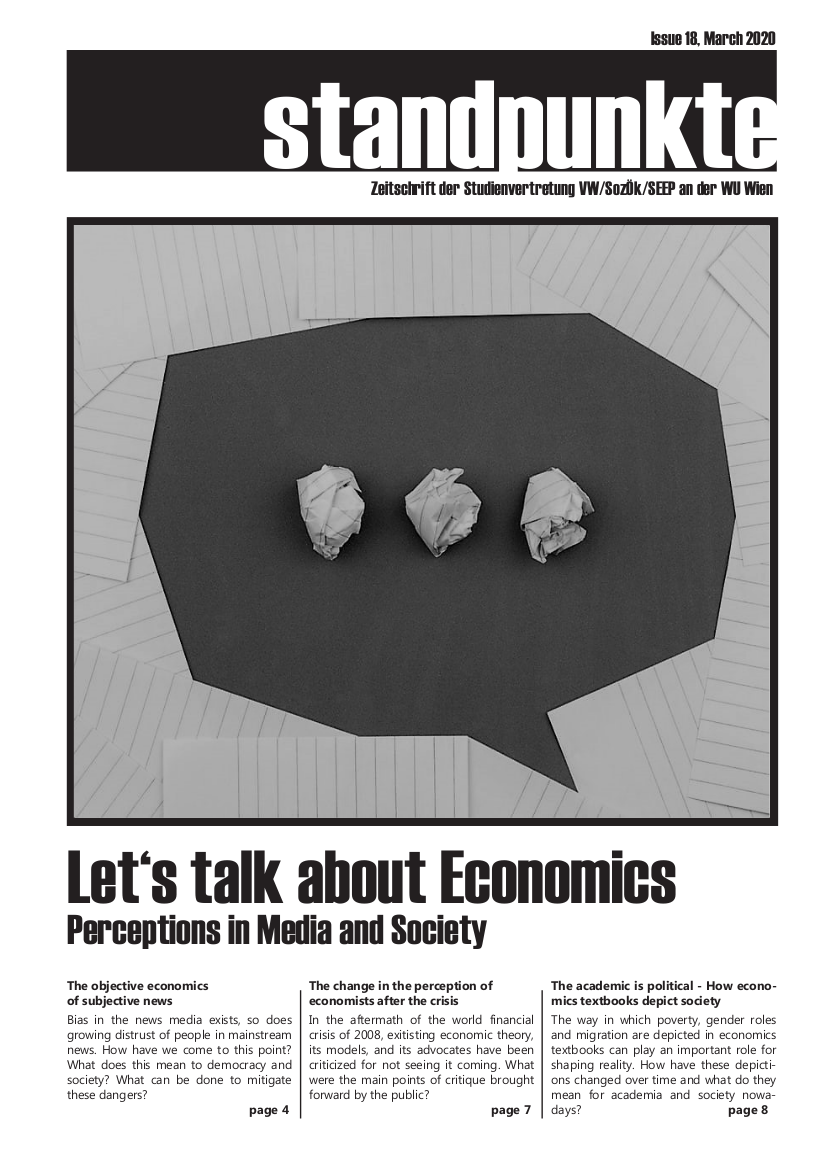 Issue 18, March 2020
standpunkte
Zeitschrift der Studienvertretung VW/SozÖk/SEEP an der WU Wien
Let‘s talk about Economics
Perceptions in Media and Society
The objective economics
of subjective news
Bias in the news media exists, so does
growing distrust of people in mainstream
news. How have we come to this point?
What does this mean to democracy and
society? What can be done to mitigate
these dangers?
page 4
The change in the perception of
economists after the crisis
In the aftermath of the world financial
crisis of 2008, exitisting economic theory,
its models, and its advocates have been
criticized for not seeing it coming. What
were the main points of critique brought
forward by the public?
page 7
The academic is political - How econo-
mics textbooks depict society
The way in which poverty, gender roles
and migration are depicted in economics
textbooks can play an important role for
shaping reality. How have these depicti-
ons changed over time and what do they
mean for academia and society nowa-
days? page 8